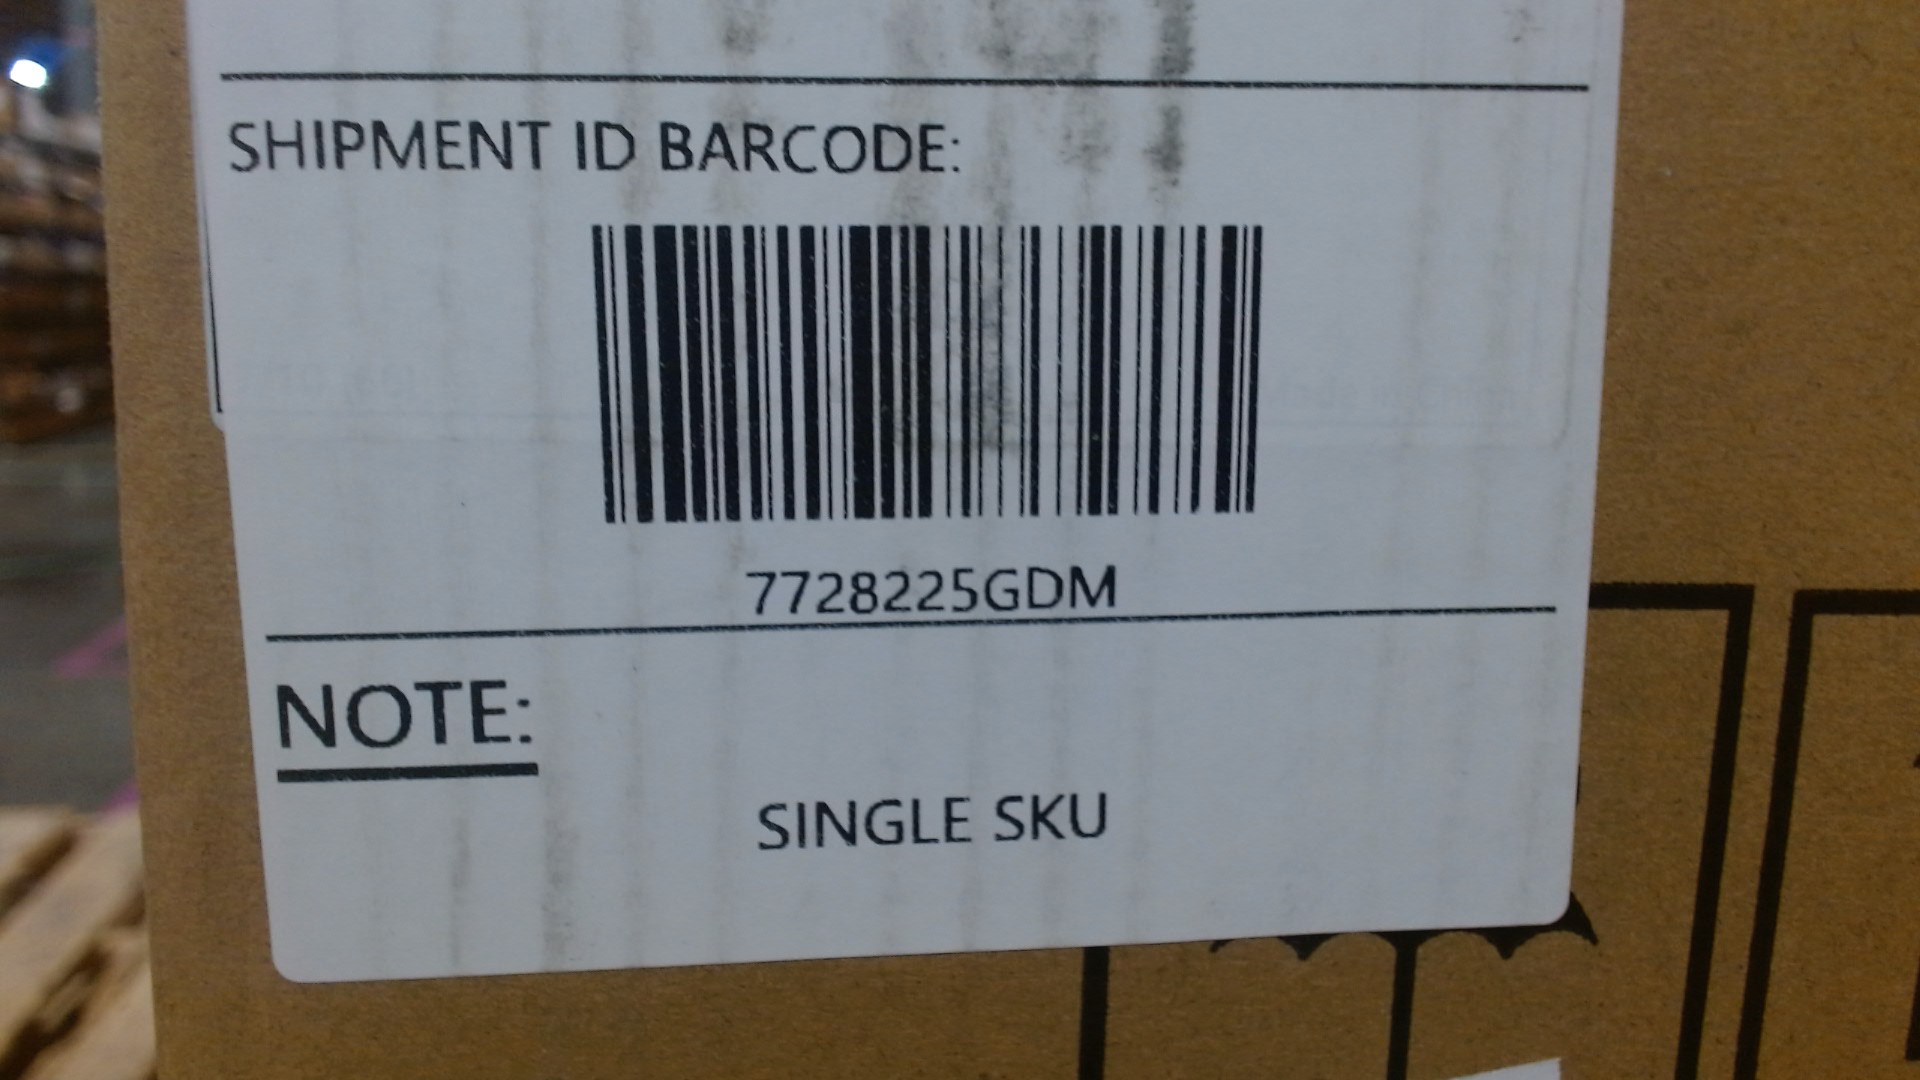 SHIPMENT ID BARCODE:
7728225GDM
NOTE:
SINGLE SKU